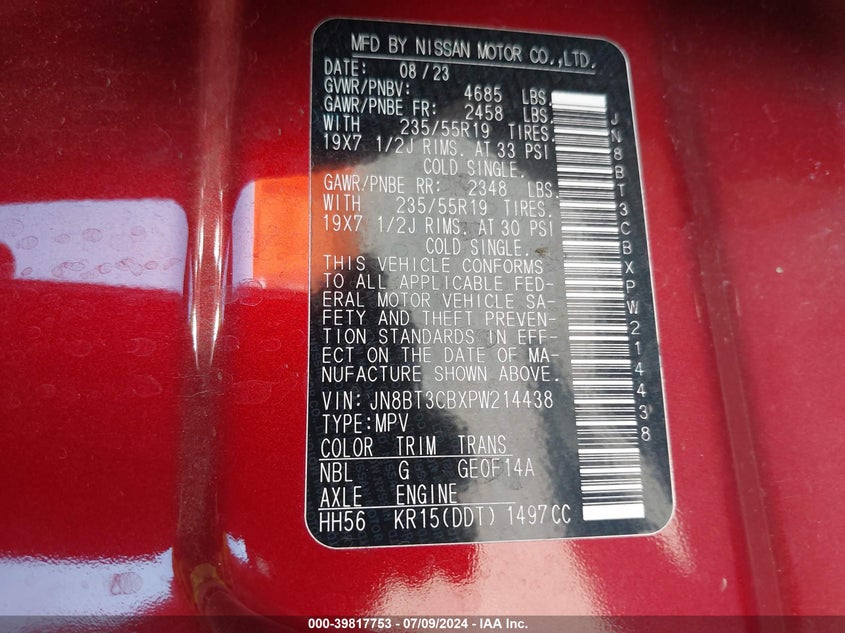 MFD BY NISSAN MOTOR CO.,LTD.
DATE: 08/23
GVWR/PNBV: 4685 LBS.
GAWR/PNBE FR: 2458 LBS.
WITH 235/55R19 TIRES.
19X7 1/2J RIMS. AT 33 PSI
COLD SINGLE.
GAWR/PNBE RR: 2348 LBS.
WITH 235/55R19 TIRES.
19X7 1/2J RIMS. AT 30 PSI
COLD SINGLE.
THIS VEHICLE CONFORMS
TO ALL APPLICABLE FED-
ERAL MOTOR VEHICLE SA-
FETY AND THEFT PREVEN-
TION STANDARDS IN EFF-
ECT ON THE DATE OF MA-
NUFACTURE SHOWN ABOVE.
VIN: JN8BT3CBXPW214438
TYPE:MPV
COLOR TRIM TRANS
NBL G GE0F14A
AXLE ENGINE
HH56 KR15(DDT) 1497CC
JN8BT3CBXPW214438
000-39817753 - 07/09/2024 - IAA Inc.